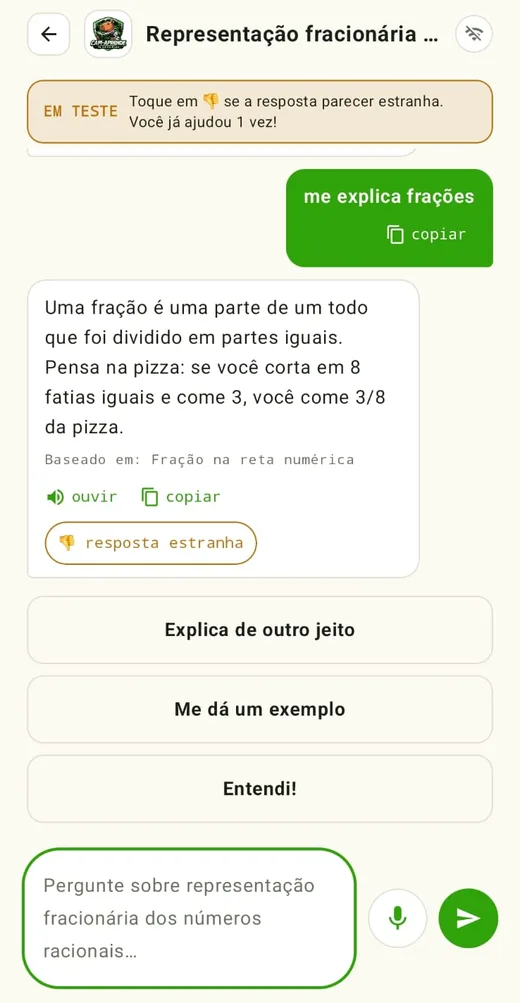 Representação fracionária ...
EM TESTE
Toque em 👎 se a resposta parecer estranha.
Você já ajudou 1 vez!
me explica frações
copiar
Uma fração é uma parte de um todo
que foi dividido em partes iguais.
Pensa na pizza: se você corta em 8
fatias iguais e come 3, você come 3/8
da pizza.
Baseado em: Fração na reta numérica
ouvir
copiar
👎 resposta estranha
Explica de outro jeito
Me dá um exemplo
Entendi!
Pergunte sobre representação
fracionária dos números
racionais...